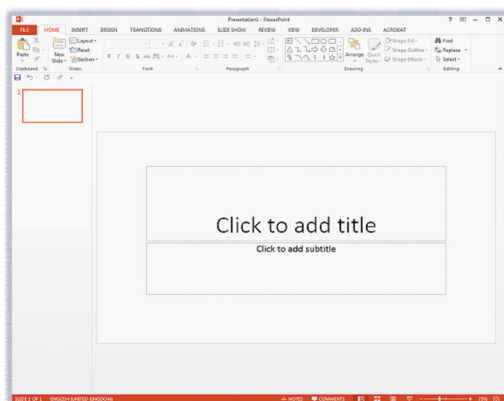 Presentation1 - PowerPoint
FILE HOME INSERT DESIGN TRANSITIONS ANIMATIONS SLIDE SHOW REVIEW VIEW DEVELOPER ADD-INS ACROBAT
Paste
New Slide
Layout
Reset
Section
Arrange
Quick Styles
Shape Fill
Shape Outline
Shape Effects
Find
Replace
Select
Clipboard Slides Font Paragraph Drawing Editing
1
Click to add title
Click to add subtitle
SLIDE 1 OF 1 ENGLISH (UNITED KINGDOM) NOTES COMMENTS 73%